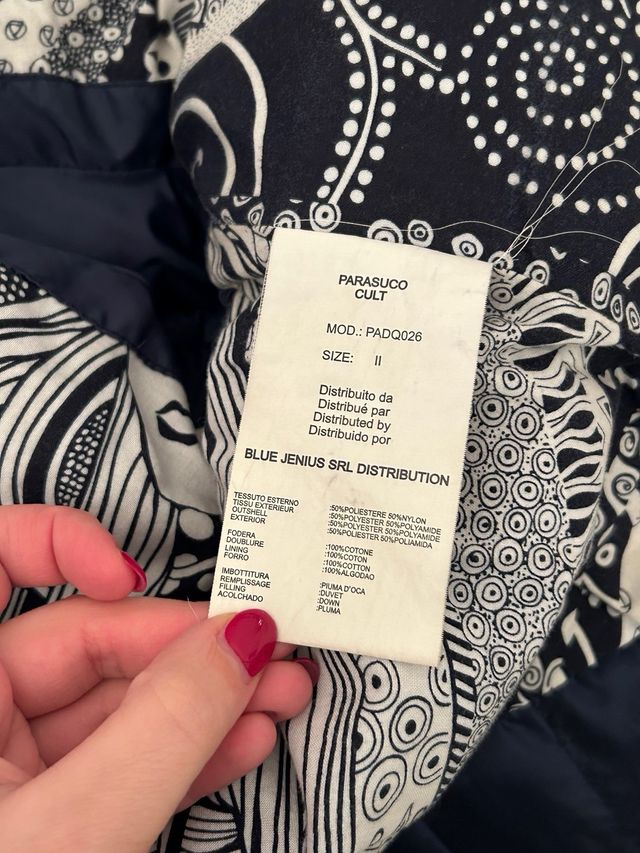 PARASUCO
CULT
MOD.: PADQ026
SIZE: II
Distribuito da
Distribué par
Distributed by
Distribuido por
BLUE JENIUS SRL DISTRIBUTION
TESSUTO ESTERNO :50%POLIESTERE 50%NYLON
TISSU EXTERIEUR :50%POLYESTER 50%POLYAMIDE
OUTSHELL :50%POLYESTER 50%POLYAMIDE
EXTERIOR :50%POLIESTER 50%POLIAMIDA
FODERA :100%COTONE
DOUBLURE :100%COTON
LINING :100%COTTON
FORRO :100%ALGODAO
IMBOTTITURA :PIUMA D'OCA
REMPLISSAGE :DUVET
FILLING :DOWN
ACOLCHADO :PLUMA